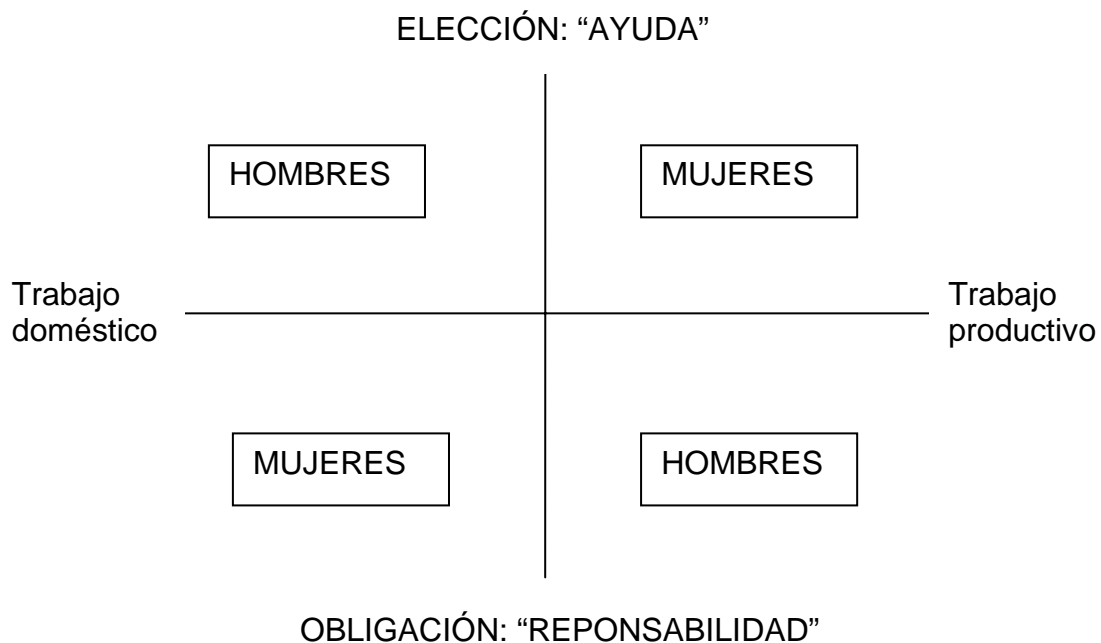 ELECCIÓN: “AYUDA”
HOMBRES
MUJERES
Trabajo
doméstico
Trabajo
productivo
MUJERES
HOMBRES
OBLIGACIÓN: “REPONSABILIDAD”